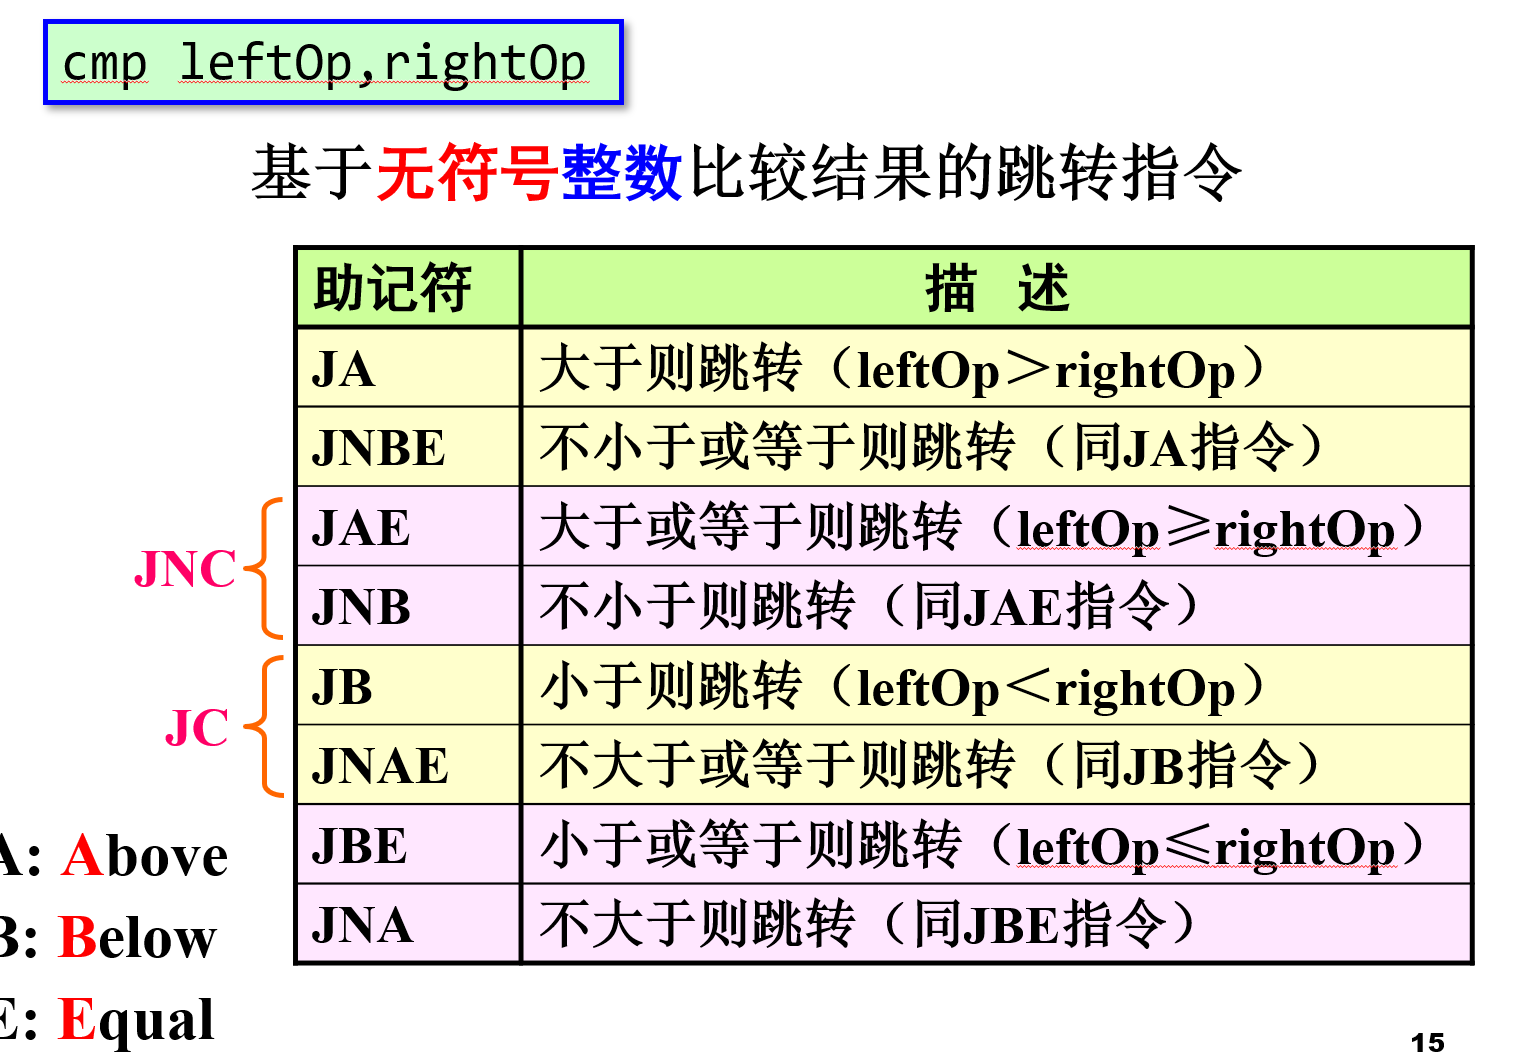 cmp leftOp,rightOp
基于无符号整数比较结果的跳转指令
助记符 描 述
JA 大于则跳转（leftOp＞rightOp）
JNBE 不小于或等于则跳转（同JA指令）
JAE 大于或等于则跳转（leftOp≥rightOp）
JNC
JNB 不小于则跳转（同JAE指令）
JB 小于则跳转（leftOp＜rightOp）
JC
JNAE 不大于或等于则跳转（同JB指令）
JBE 小于或等于则跳转（leftOp≤rightOp）
A: Above
JNA 不大于则跳转（同JBE指令）
B: Below
E: Equal
15